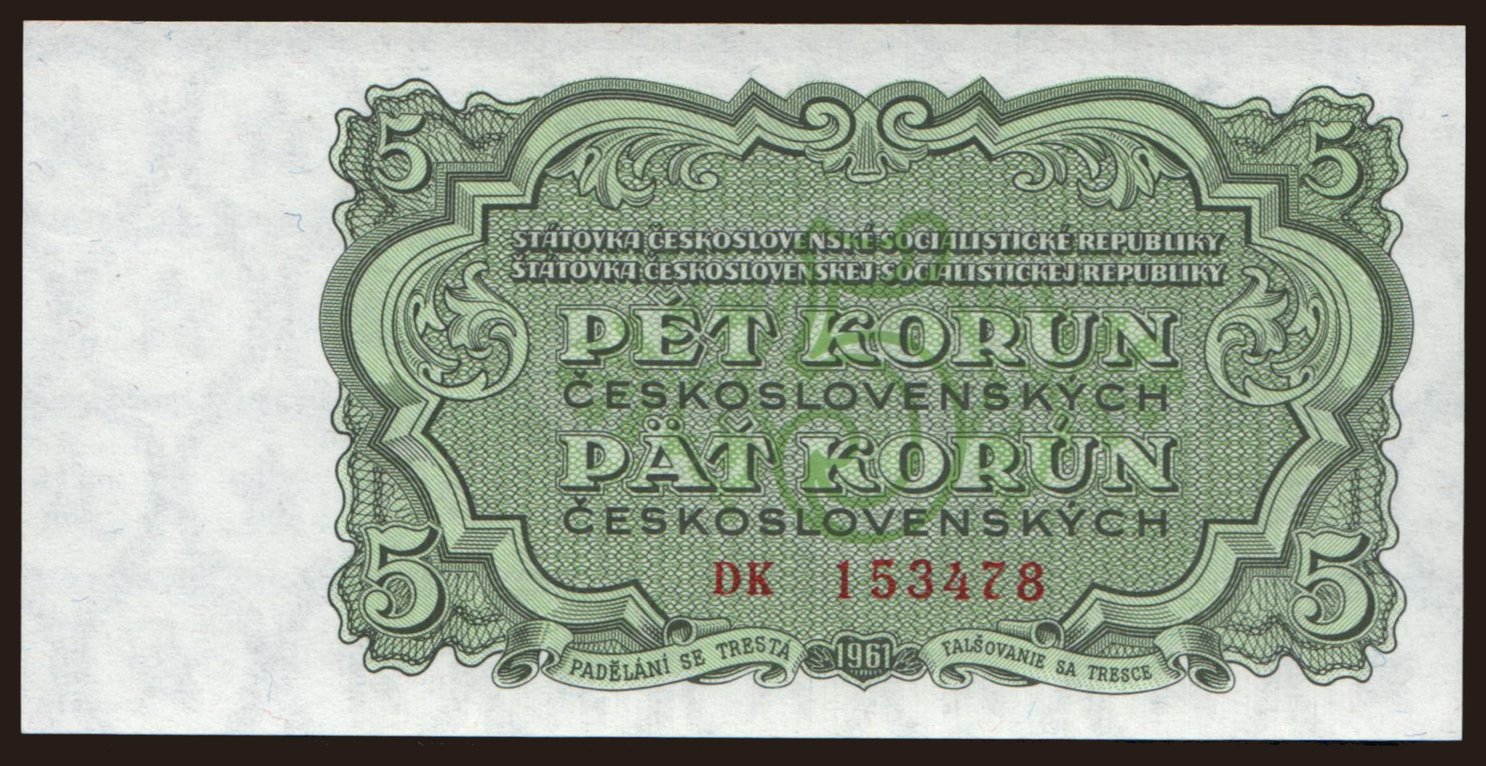 5 5
STÁTOVKA ČESKOSLOVENSKÉ SOCIALISTICKÉ REPUBLIKY
ŠTÁTOVKA ČESKOSLOVENSKEJ SOCIALISTICKEJ REPUBLIKY
PĚT KORUN
ČESKOSLOVENSKÝCH
PÄŤ KORÚN
ČESKOSLOVENSKÝCH
5 5
DK 153478
PADĚLÁNÍ SE TRESTÁ 1961 FALŠOVANIE SA TRESCE